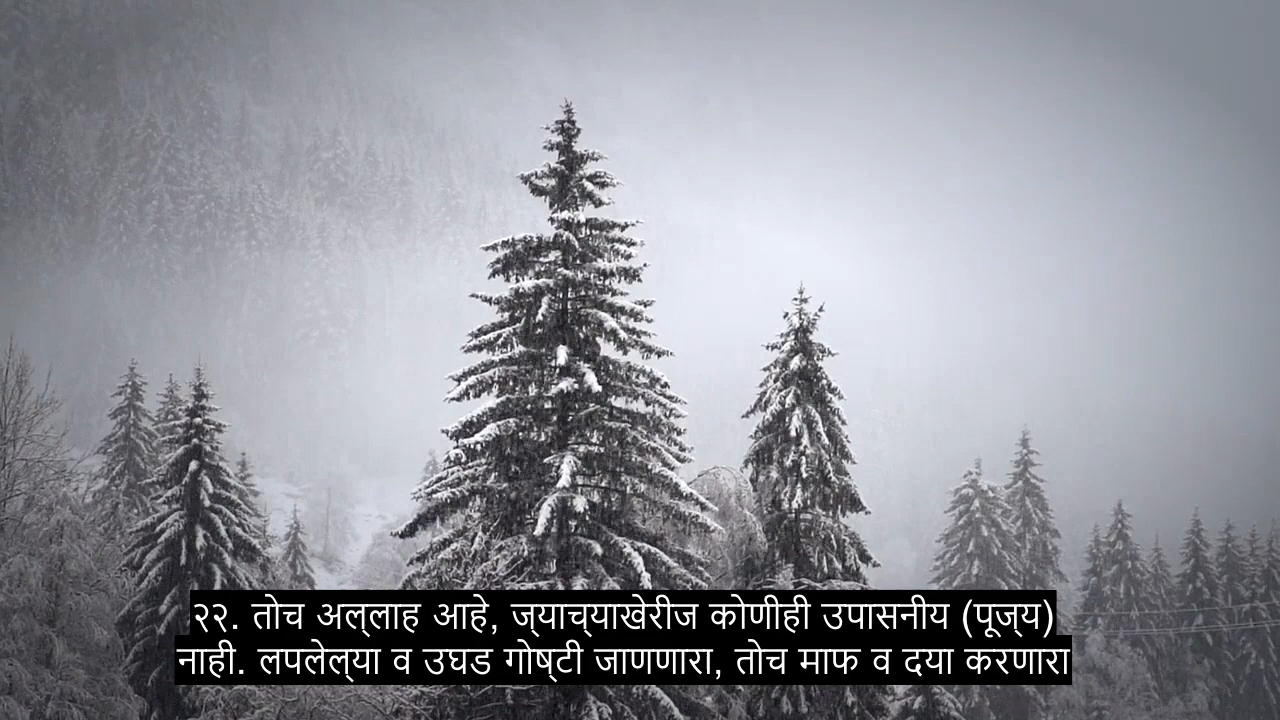 २२. तोच अल्लाह आहे, ज्याच्याखेरीज कोणीही उपासनीय (पूज्य)
नाही. लपलेल्या व उघड गोष्टी जाणणारा, तोच माफ व दया करणारा